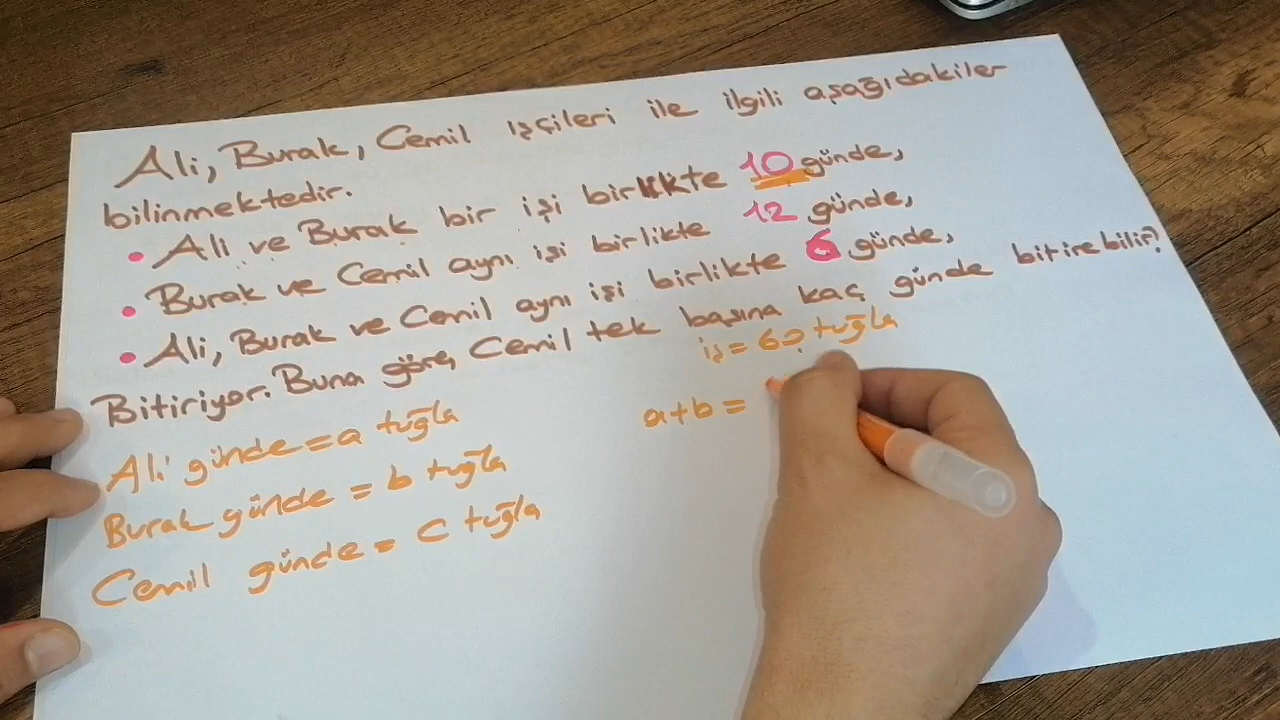 Ali, Burak, Cemil işçileri ile ilgili aşağıdakiler
bilinmektedir.
• Ali ve Burak bir işi birlikte 10 günde,
• Burak ve Cemil aynı işi birlikte 12 günde,
• Ali, Burak ve Cemil aynı işi birlikte 6 günde,
Bitiriyor. Buna göre, Cemil tek başına kaç günde bitirebilir?
iş = 60 tuğla
Ali günde = a tuğla
a+b =
Burak günde = b tuğla
Cemil günde = c tuğla